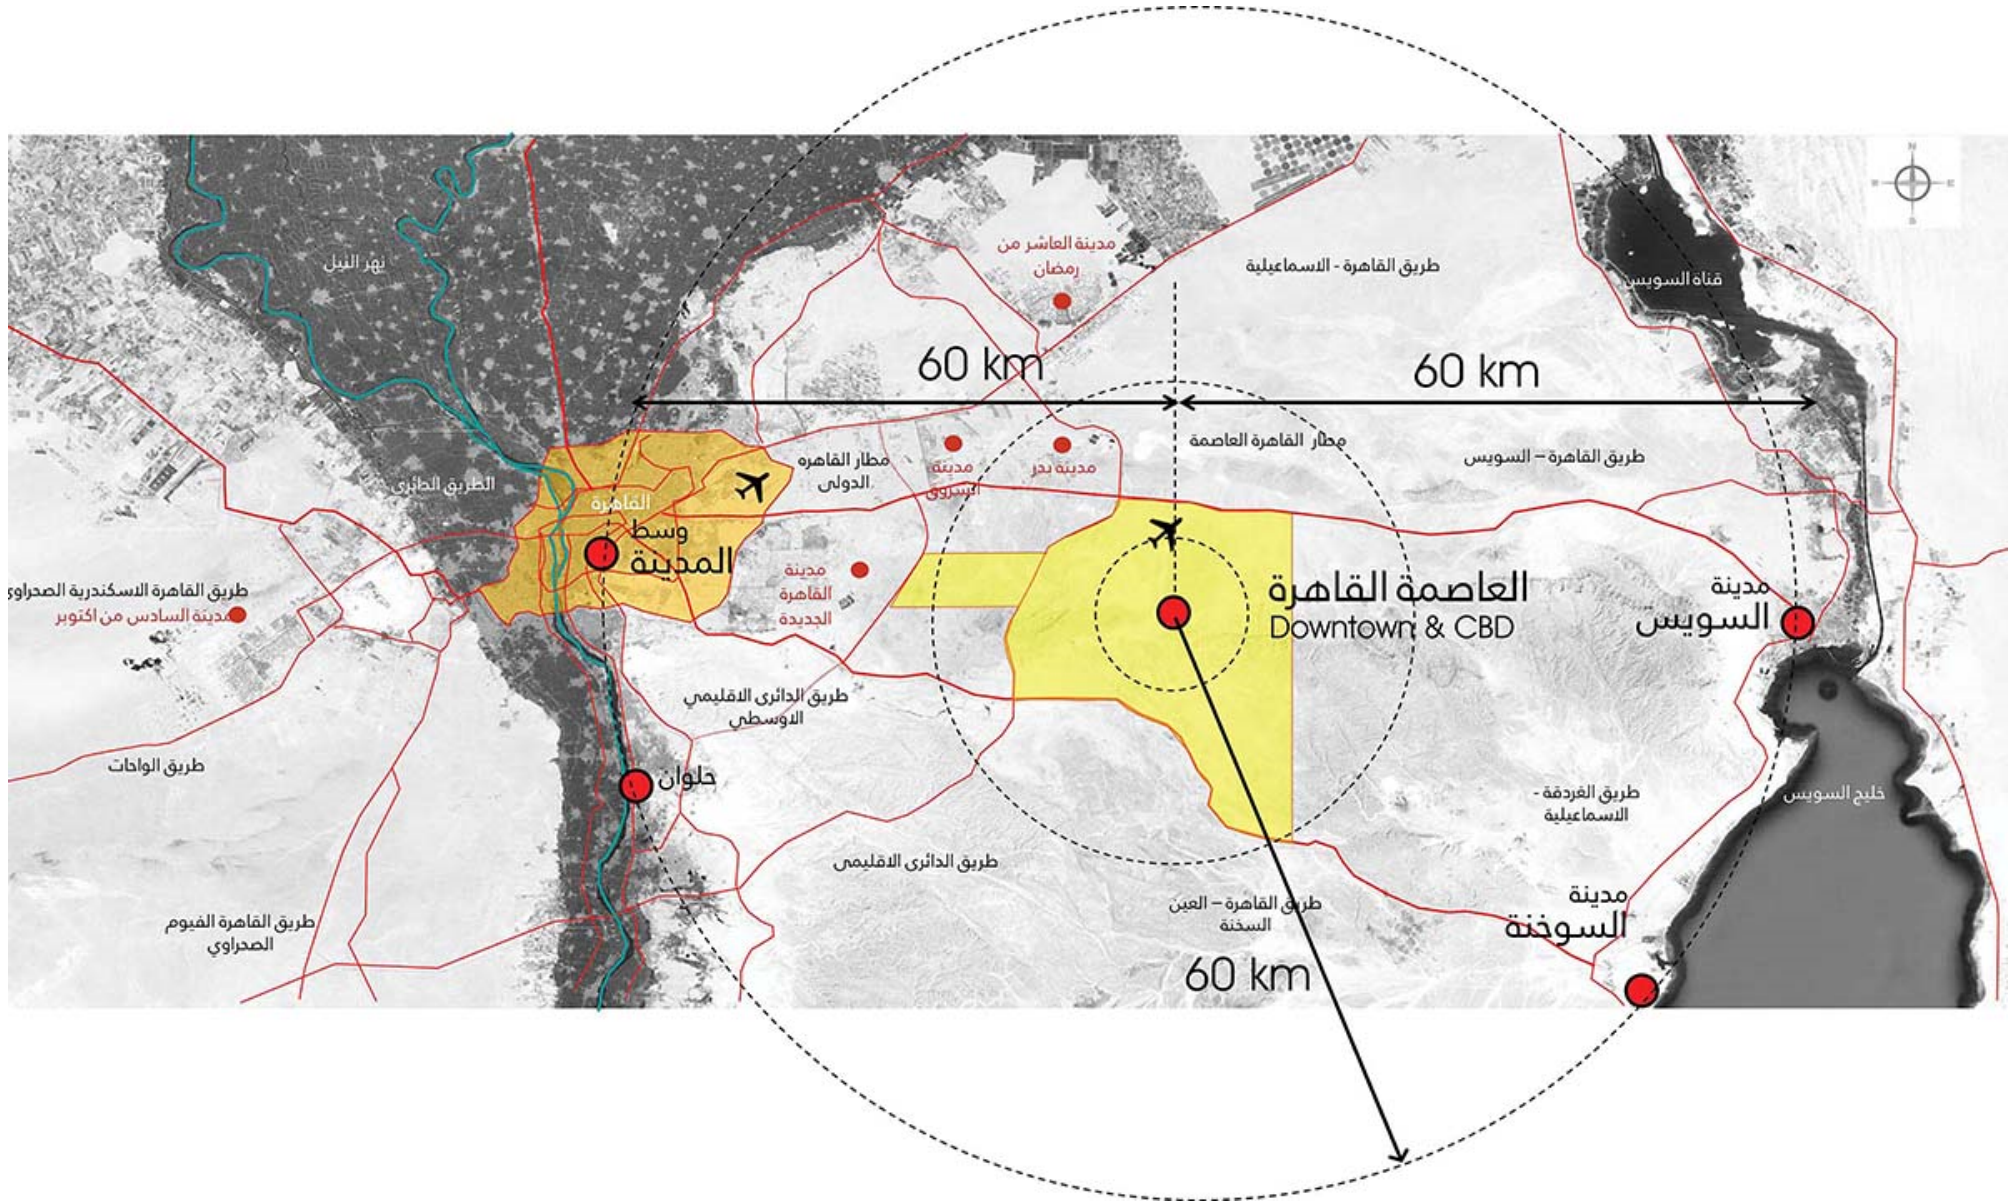 N
E
S
نهر النيل
مدينة العاشر من
رمضان
طريق القاهرة - الاسماعيلية
قناة السويس
60 km
60 km
مطار القاهرة العاصمة
طريق القاهرة – السويس
مدينة
الشروق
مدينة بدر
مطار القاهره
الدولى
الطريق الدائرى
القاهرة
وسط
المدينة
مدينة
القاهرة
الجديدة
العاصمة القاهرة
Downtown & CBD
مدينة
السويس
طريق القاهرة الاسكندرية الصحراوي
مدينة السادس من اكتوبر
طريق الدائرى الاقليمي
الاوسطي
طريق الواحات
حلوان
طريق الغردقة -
الاسماعيلية
خليج السويس
طريق الدائرى الاقليمى
طريق القاهرة – العين
السخنة
مدينة
السوخنة
طريق القاهرة الفيوم
الصحراوي
60 km